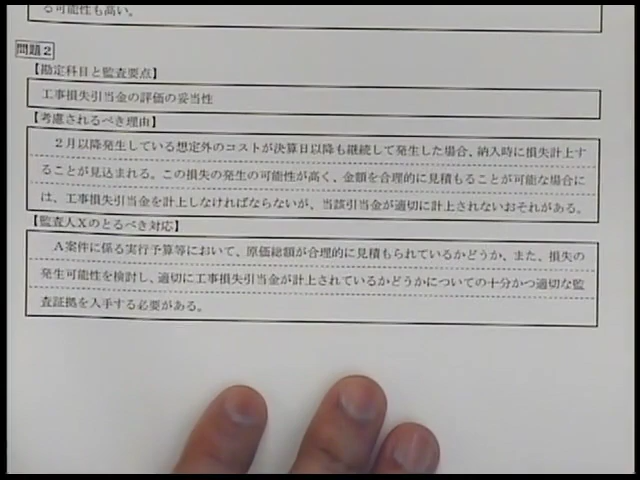 る可能性も高い。
問題2
【勘定科目と監査要点】
工事損失引当金の評価の妥当性
【考慮されるべき理由】
2月以降発生している想定外のコストが決算日以降も継続して発生した場合、納入時に損失計上す
ることが見込まれる。この損失の発生の可能性が高く、金額を合理的に見積もることが可能な場合に
は、工事損失引当金を計上しなければならないが、当該引当金が適切に計上されないおそれがある。
【監査人Xのとるべき対応】
A案件に係る実行予算等において、原価総額が合理的に見積もられているかどうか、また、損失の
発生可能性を検討し、適切に工事損失引当金が計上されているかどうかについての十分かつ適切な監
査証拠を入手する必要がある。